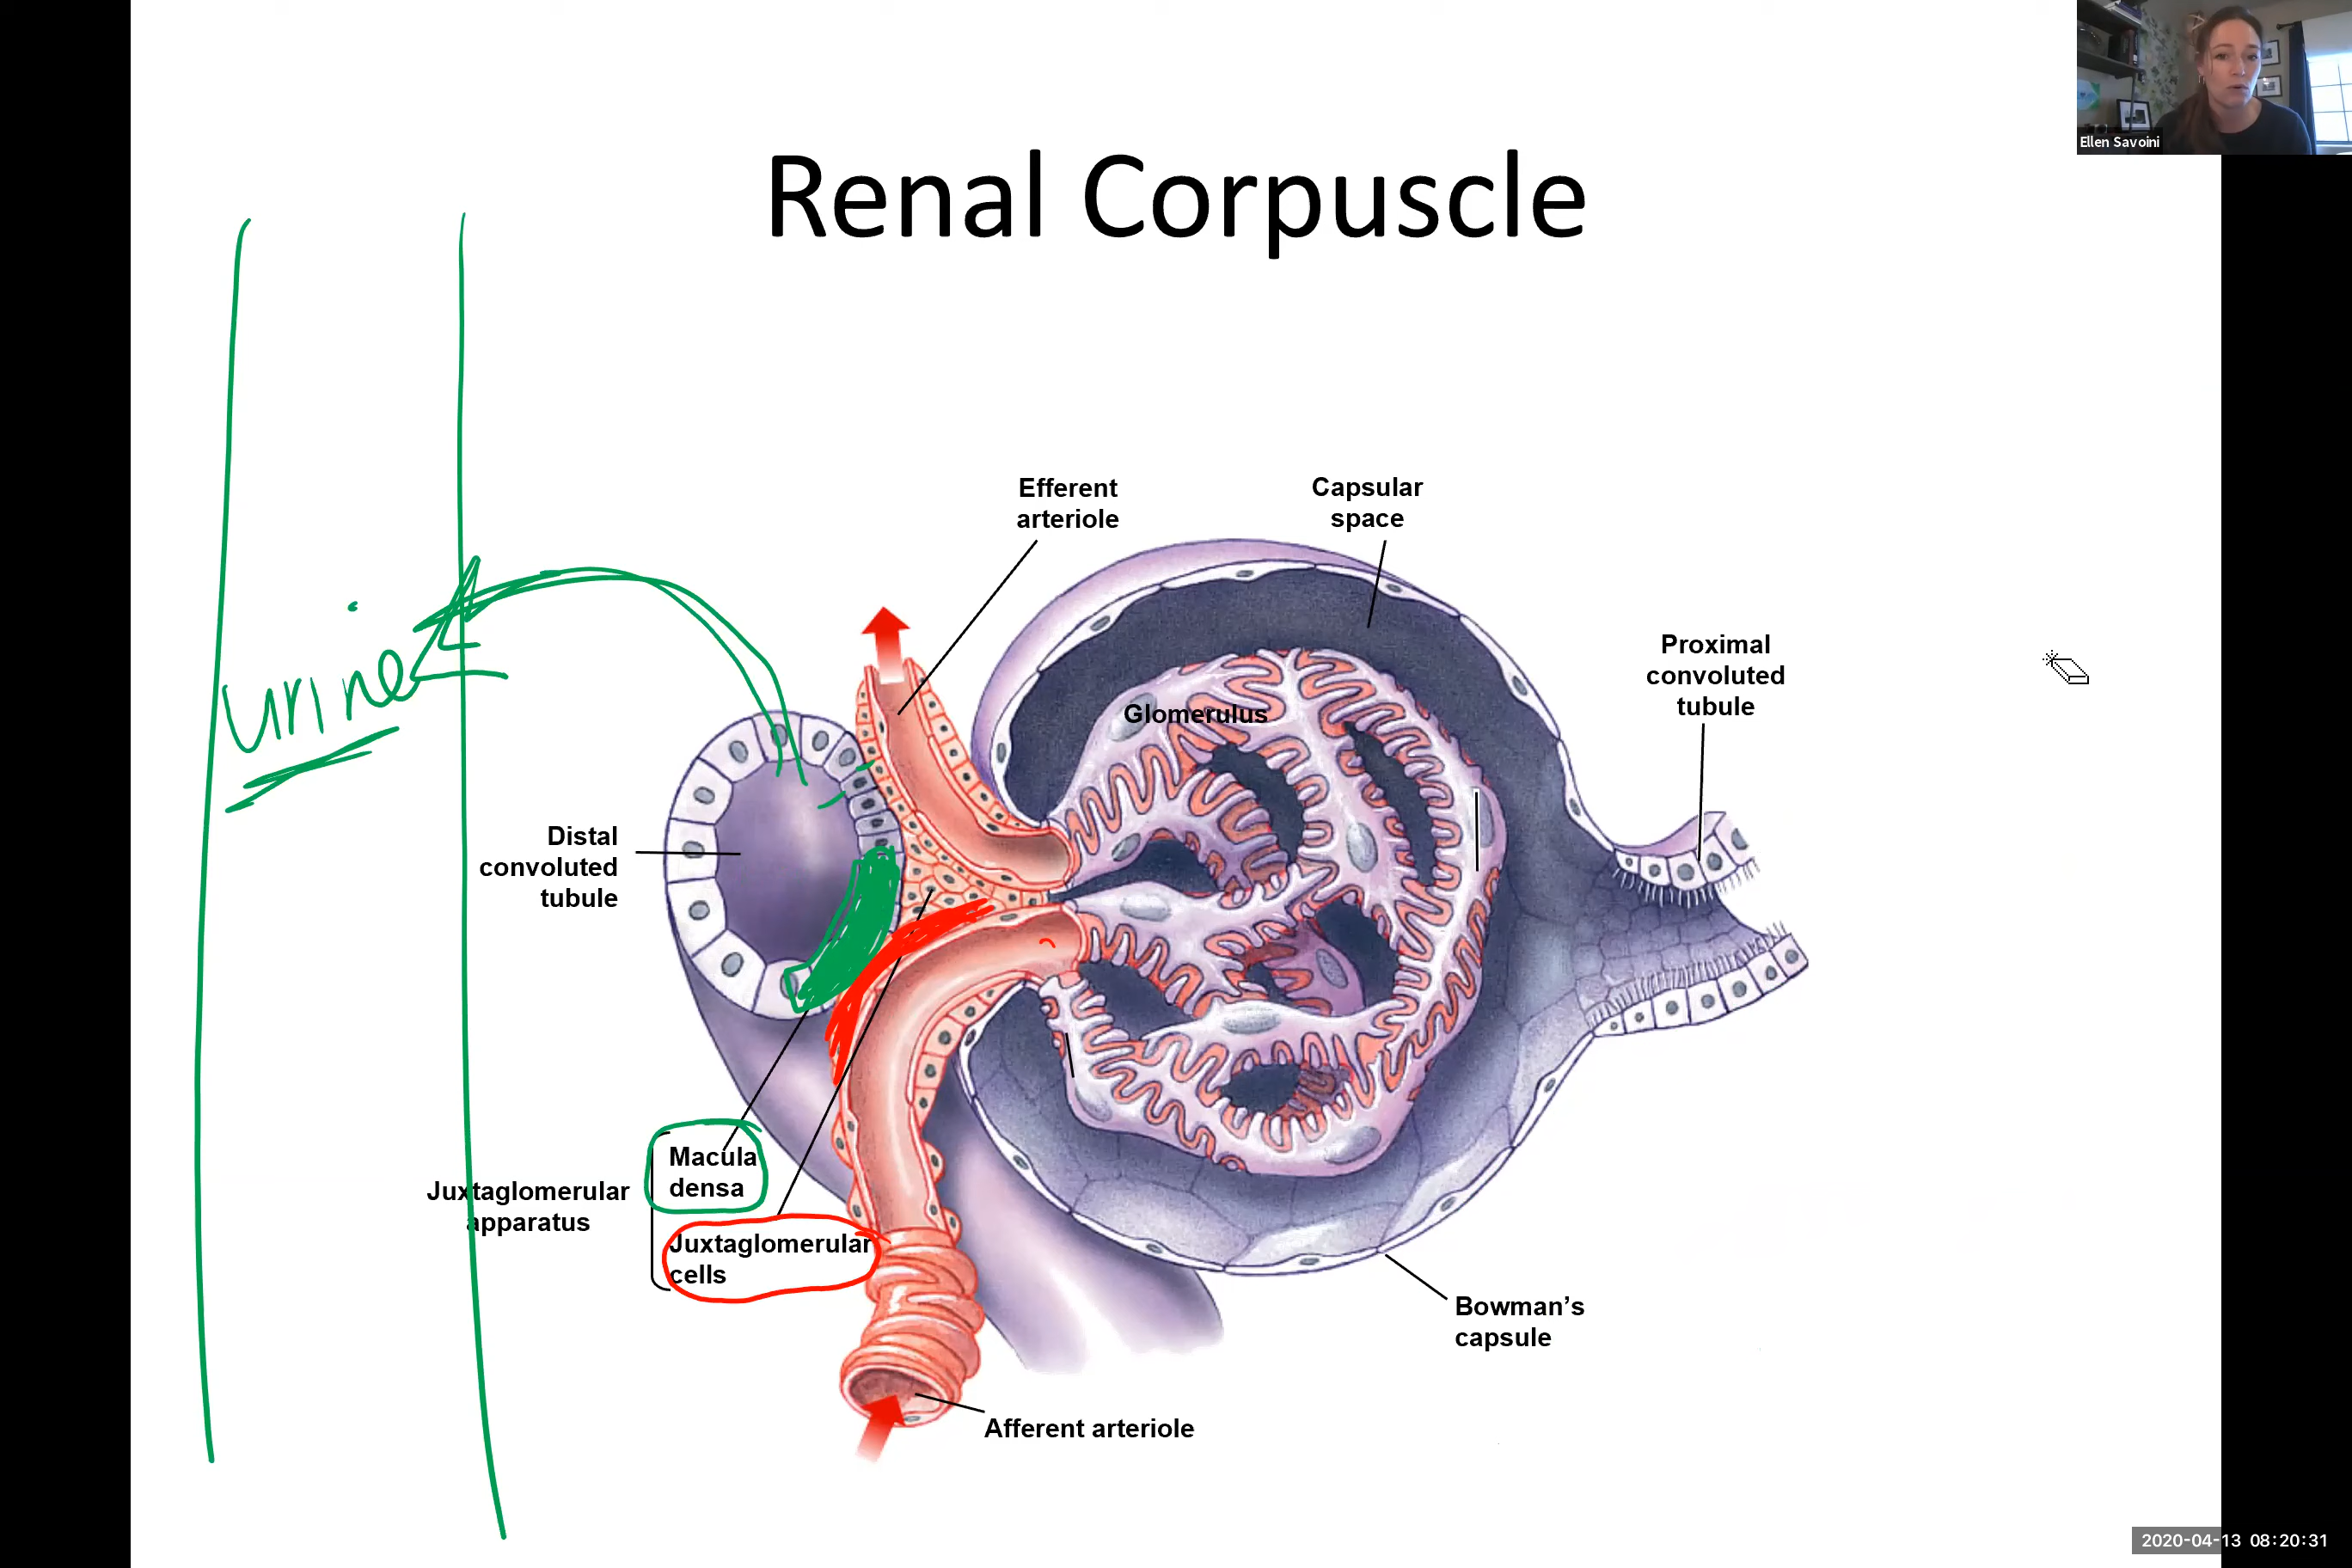 Ellen Savoini
Renal Corpuscle
Efferent
arteriole
Capsular
space
Proximal
convoluted
tubule
urine
Glomerulus
Distal
convoluted
tubule
Macula
densa
Juxtaglomerular
apparatus
Juxtaglomerular
cells
Bowman’s
capsule
Afferent arteriole
2020-04-13 08:20:31